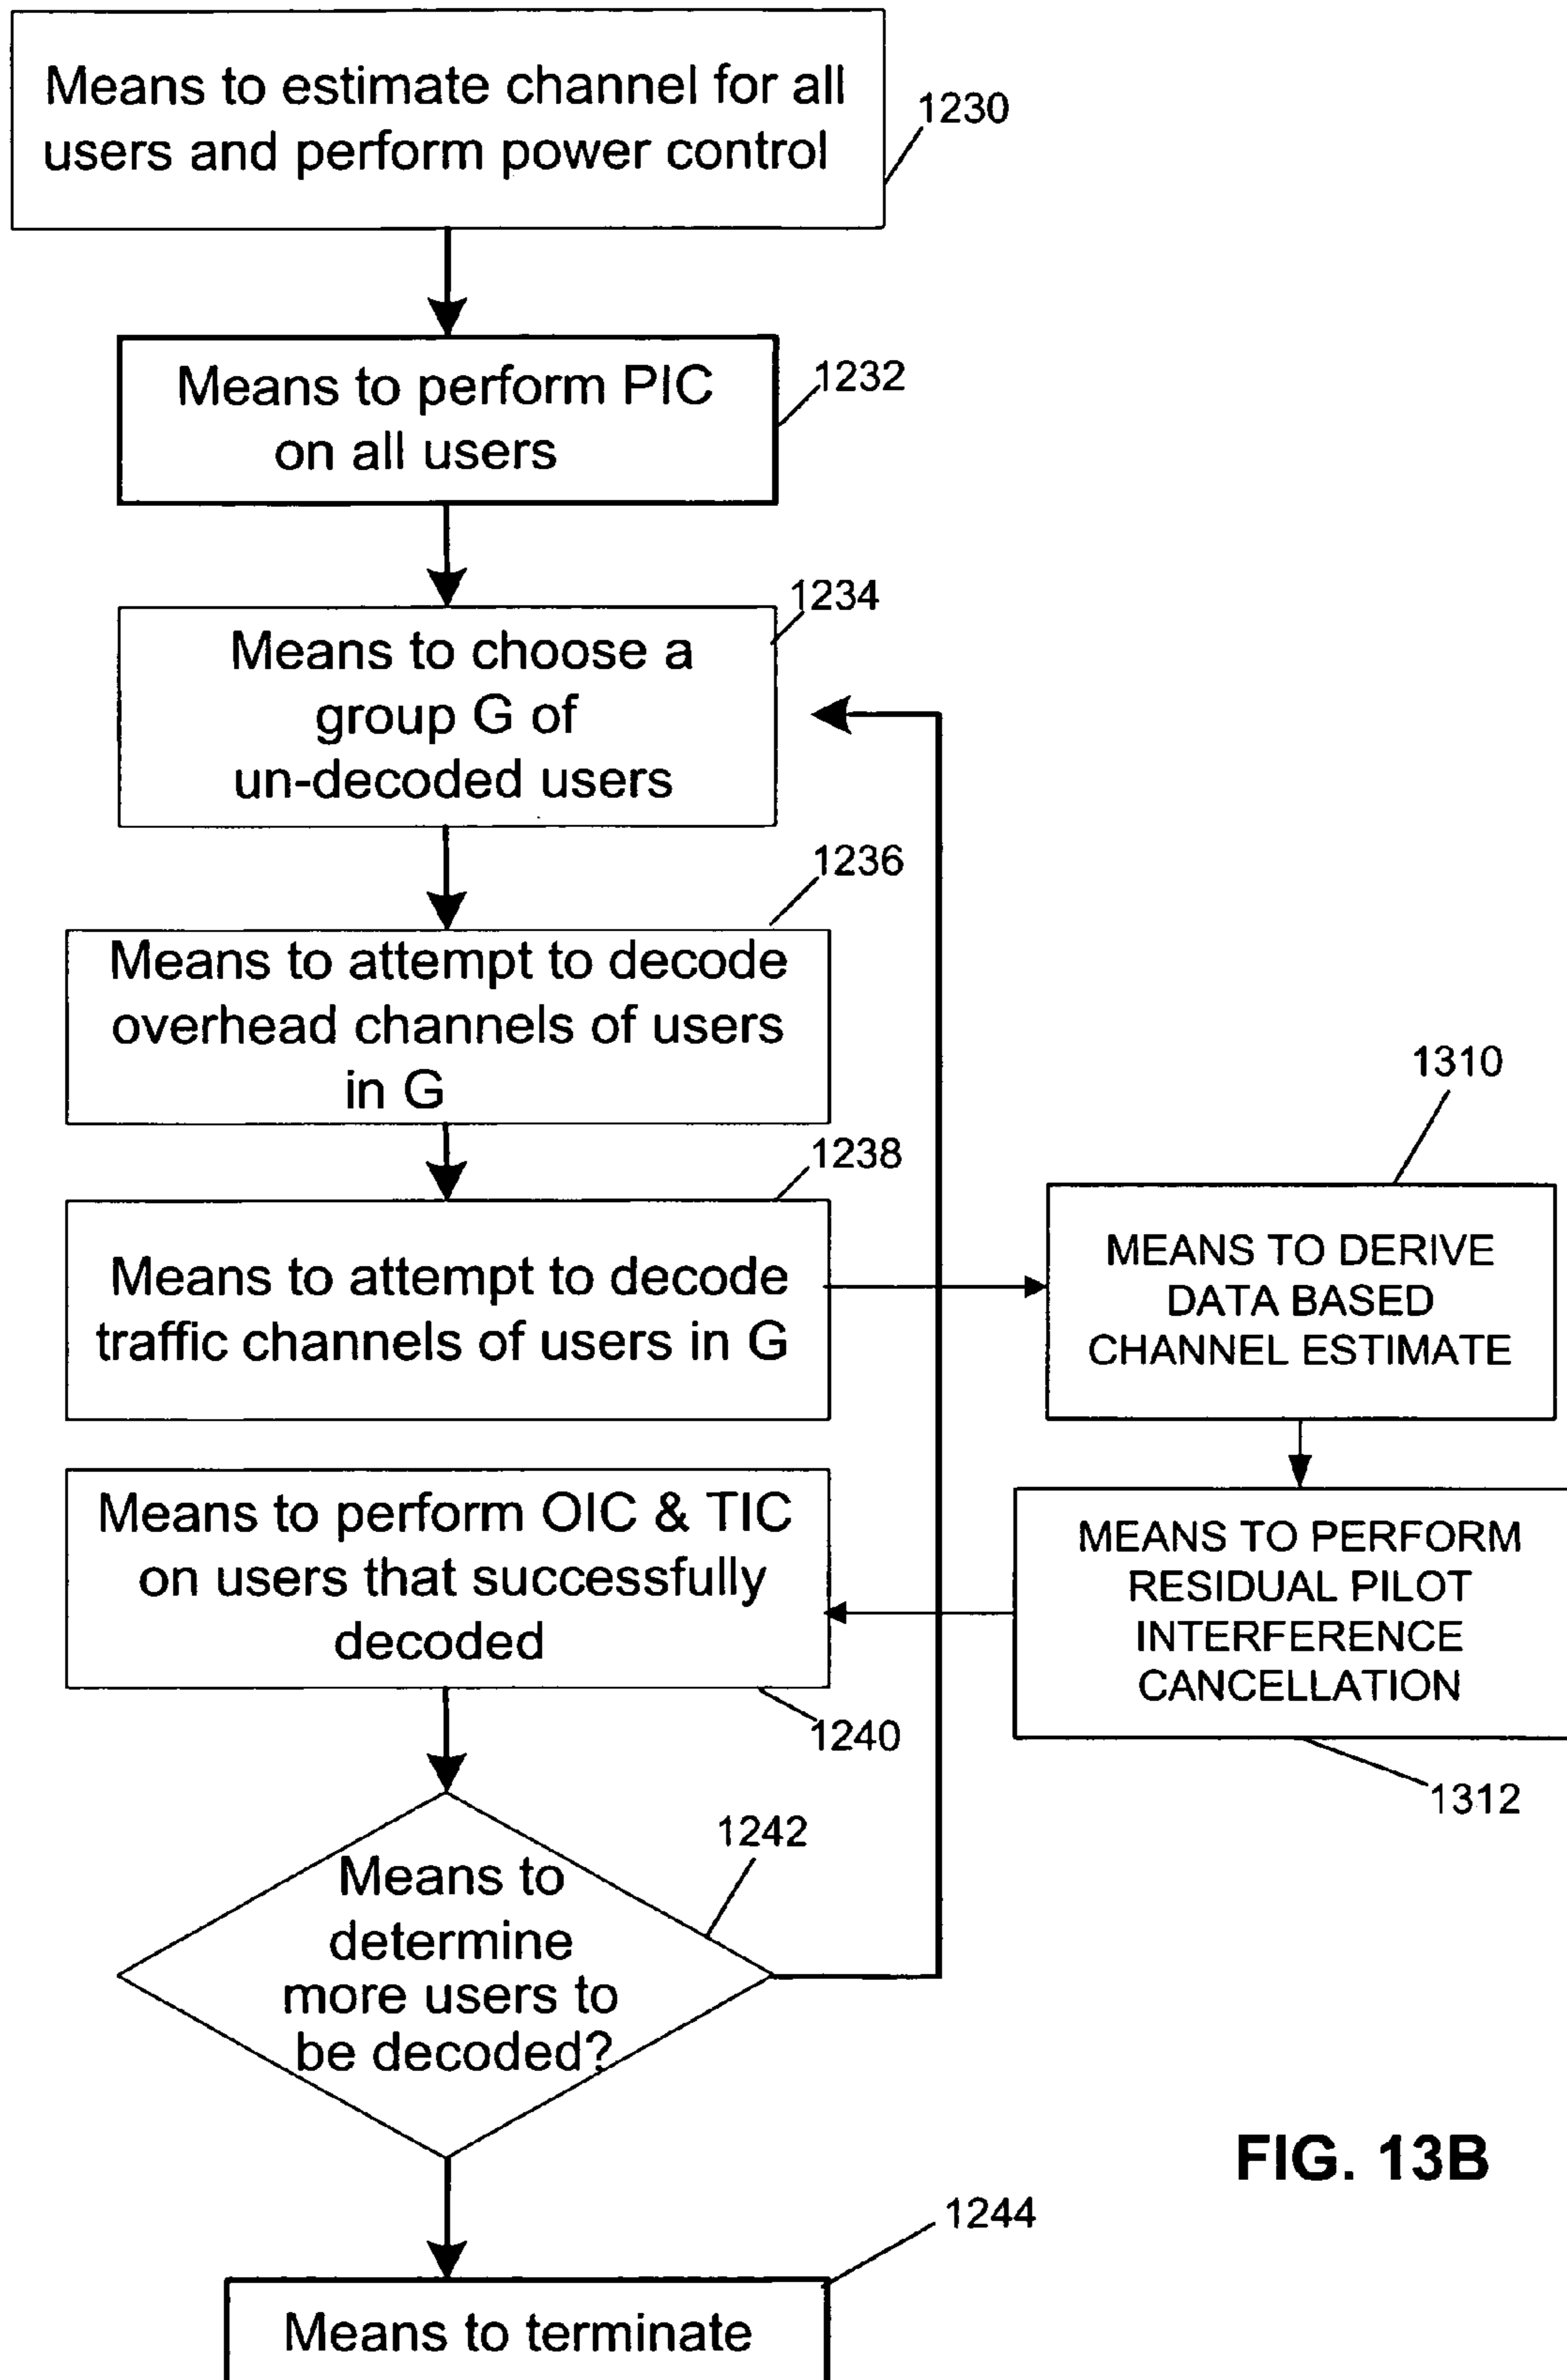 Means to estimate channel for all
users and perform power control
1230
Means to perform PIC
on all users
1232
1234
Means to choose a
group G of
un-decoded users
1236
Means to attempt to decode
overhead channels of users
in G
1238
Means to attempt to decode
traffic channels of users in G
1310
MEANS TO DERIVE
DATA BASED
CHANNEL ESTIMATE
MEANS TO PERFORM
RESIDUAL PILOT
INTERFERENCE
CANCELLATION
1312
Means to perform OIC & TIC
on users that successfully
decoded
1240
1242
Means to
determine
more users to
be decoded?
FIG. 13B
1244
Means to terminate